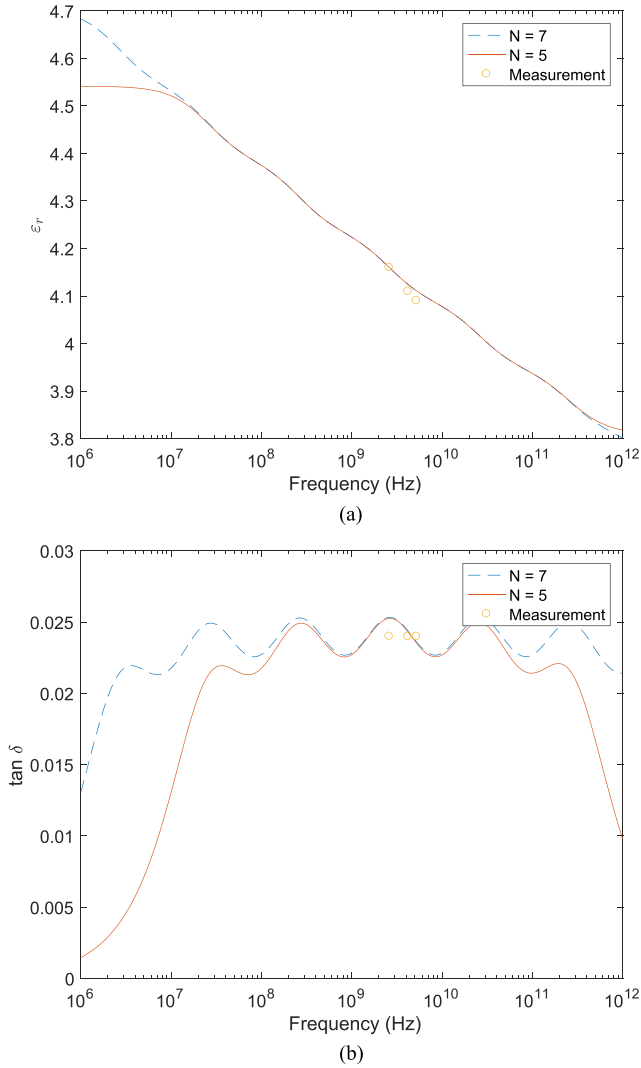 4.7
4.6
4.5
4.4
4.3
4.2
4.1
4
3.9
3.8
εr
N = 7
N = 5
Measurement
10^6 10^7 10^8 10^9 10^10 10^11 10^12
Frequency (Hz)
(a)
0.03
0.025
0.02
0.015
0.01
0.005
0
tan δ
N = 7
N = 5
Measurement
10^6 10^7 10^8 10^9 10^10 10^11 10^12
Frequency (Hz)
(b)